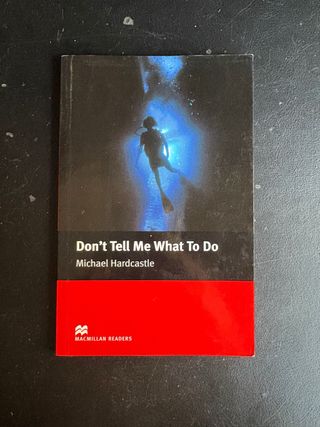 Don't Tell Me What To Do
Michael Hardcastle
MACMILLAN READERS